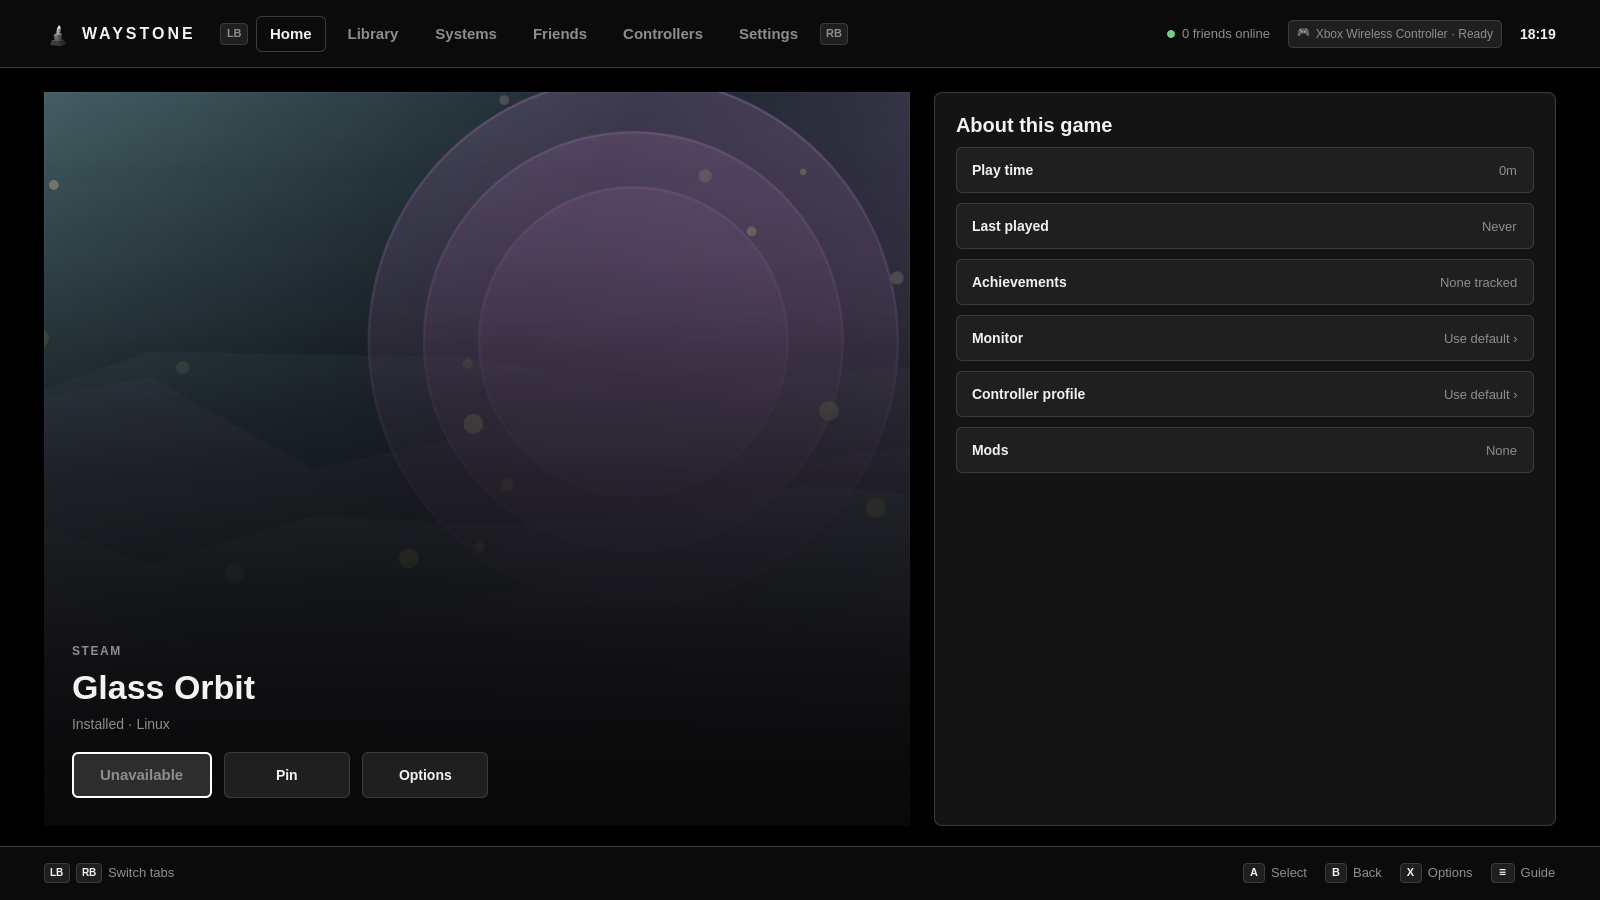 WAYSTONE
LB Home Library Systems Friends Controllers Settings RB
0 friends online
Xbox Wireless Controller · Ready
18:19
STEAM
Glass Orbit
Installed · Linux
Unavailable Pin Options
About this game
Play time 0m
Last played Never
Achievements None tracked
Monitor Use default ›
Controller profile Use default ›
Mods None
LB RB Switch tabs
A Select B Back X Options ≡ Guide